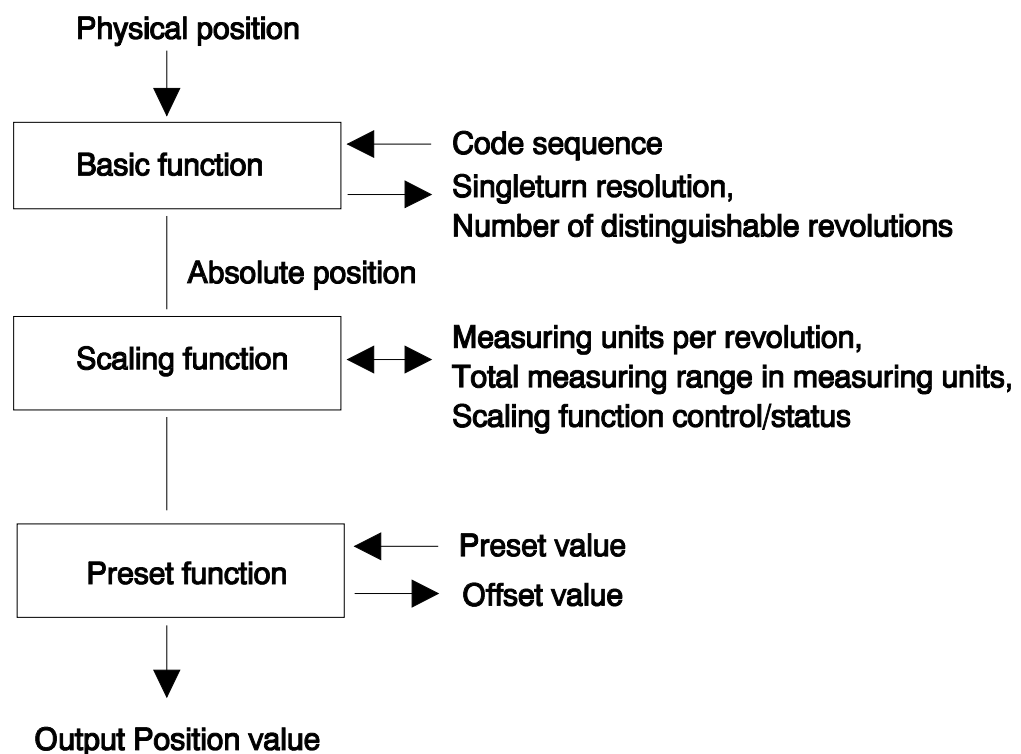 Physical position
Basic function
Code sequence
Singleturn resolution,
Number of distinguishable revolutions
Absolute position
Scaling function
Measuring units per revolution,
Total measuring range in measuring units,
Scaling function control/status
Preset function
Preset value
Offset value
Output Position value